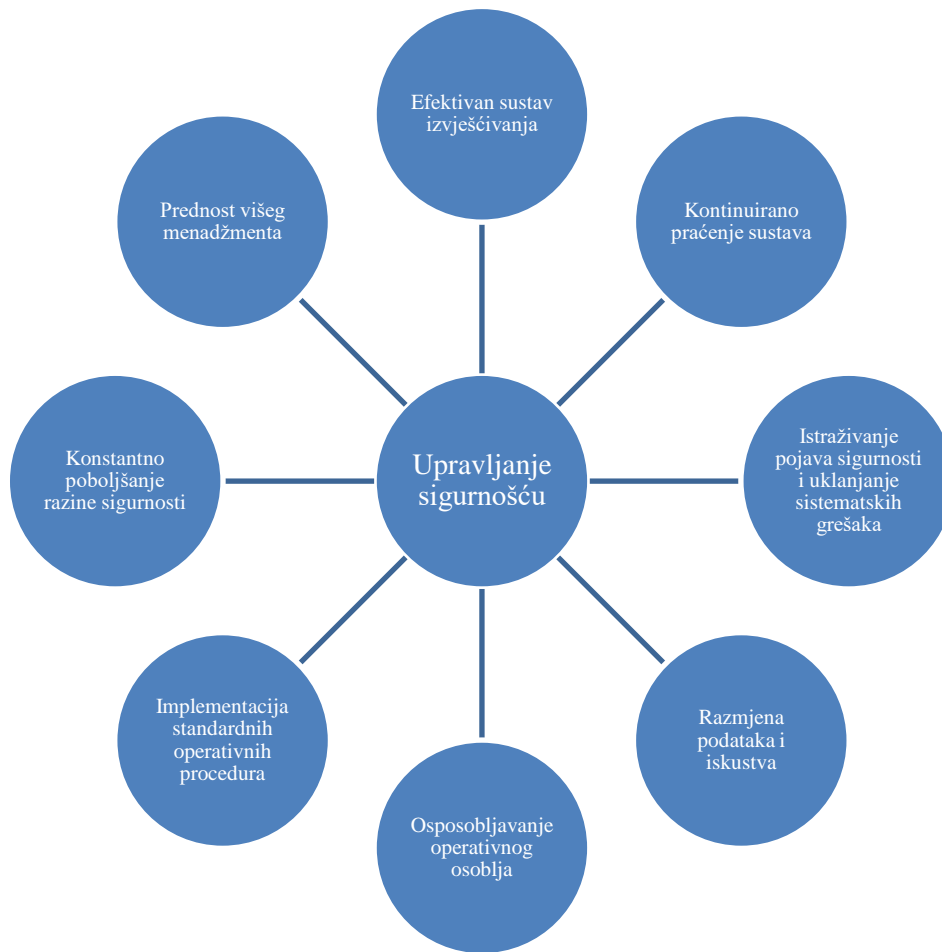 Efektivan sustav
izvješćivanja
Prednost višeg
menadžmenta
Kontinuirano
praćenje sustava
Konstantno
poboljšanje
razine sigurnosti
Upravljanje
sigurnošću
Istraživanje
pojava sigurnosti
i uklanjanje
sistematskih
grešaka
Implementacija
standardnih
operativnih
procedura
Razmjena
podataka i
iskustva
Osposobljavanje
operativnog
osoblja